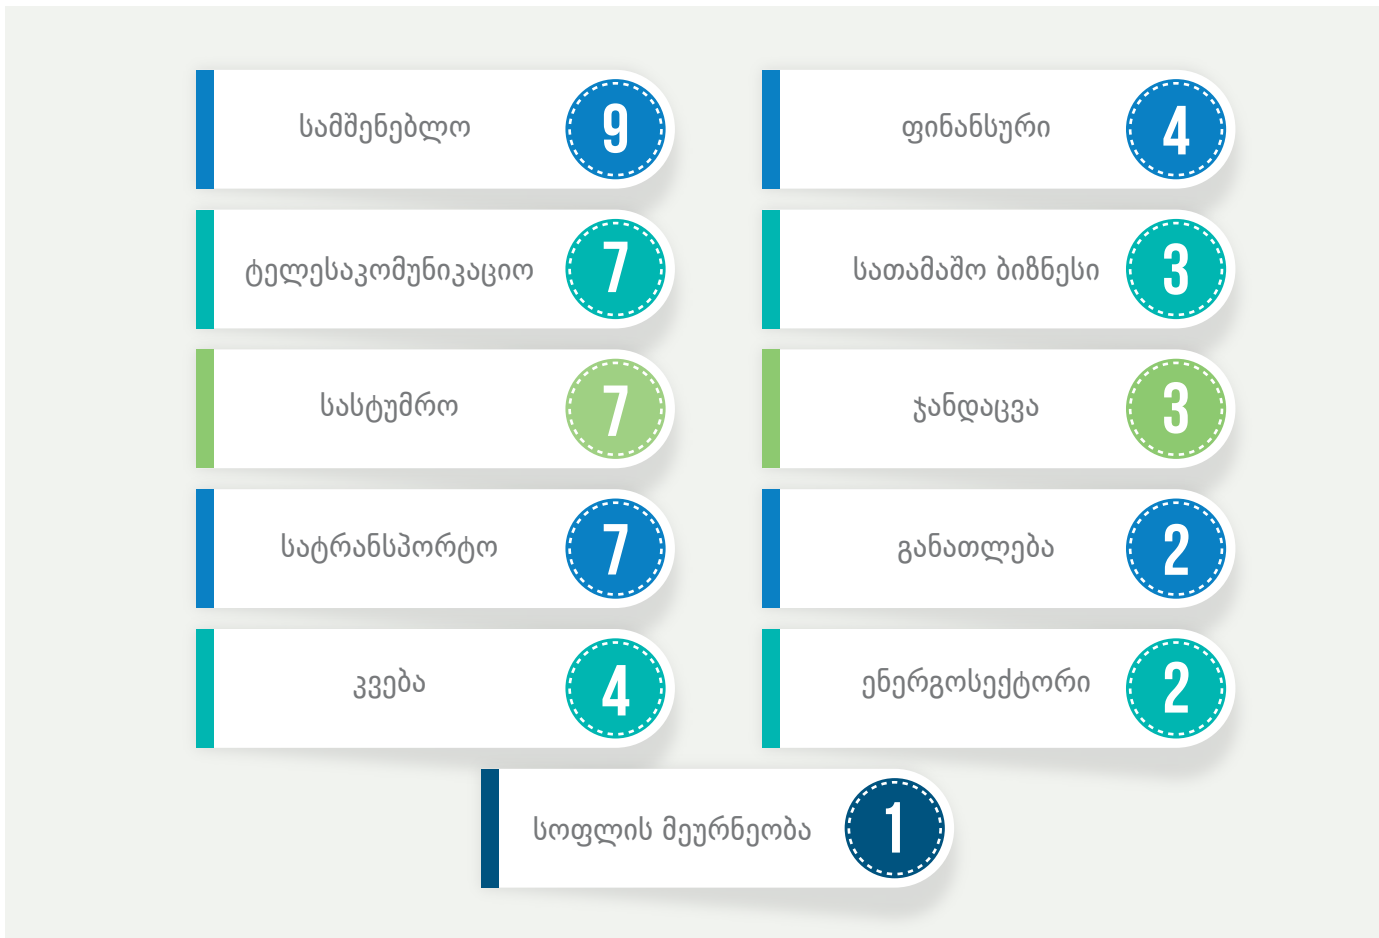 სამშენებლო 9
ტელესაკომუნიკაციო 7
სასტუმრო 7
სატრანსპორტო 7
კვება 4
ფინანსური 4
სათამაშო ბიზნესი 3
ჯანდაცვა 3
განათლება 2
ენერგოსექტორი 2
სოფლის მეურნეობა 1